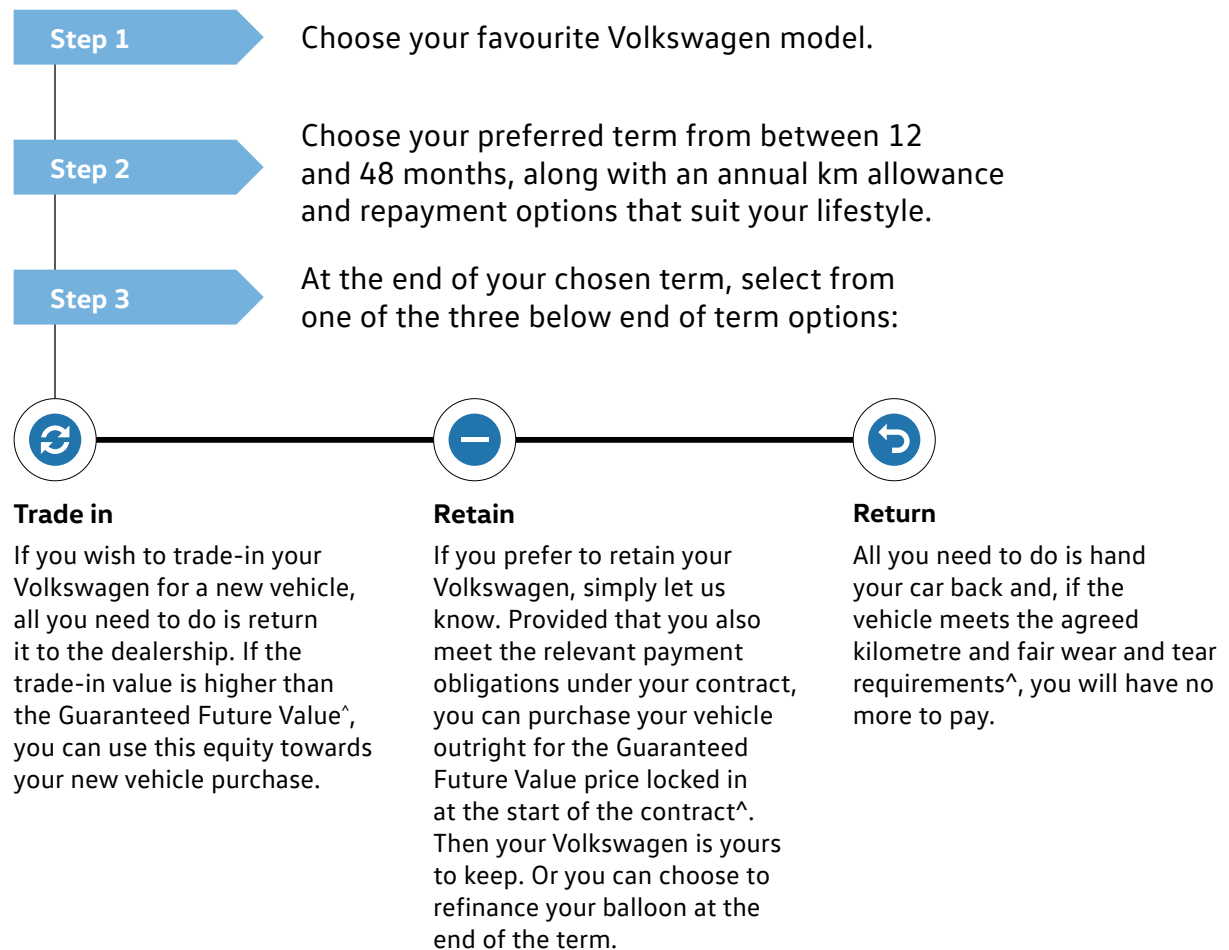 Step 1
Choose your favourite Volkswagen model.
Step 2
Choose your preferred term from between 12
and 48 months, along with an annual km allowance
and repayment options that suit your lifestyle.
Step 3
At the end of your chosen term, select from
one of the three below end of term options:
Trade in
If you wish to trade-in your
Volkswagen for a new vehicle,
all you need to do is return
it to the dealership. If the
trade-in value is higher than
the Guaranteed Future Value^,
you can use this equity towards
your new vehicle purchase.
Retain
If you prefer to retain your
Volkswagen, simply let us
know. Provided that you also
meet the relevant payment
obligations under your contract,
you can purchase your vehicle
outright for the Guaranteed
Future Value price locked in
at the start of the contract^.
Then your Volkswagen is yours
to keep. Or you can choose to
refinance your balloon at the
end of the term.
Return
All you need to do is hand
your car back and, if the
vehicle meets the agreed
kilometre and fair wear and tear
requirements^, you will have no
more to pay.